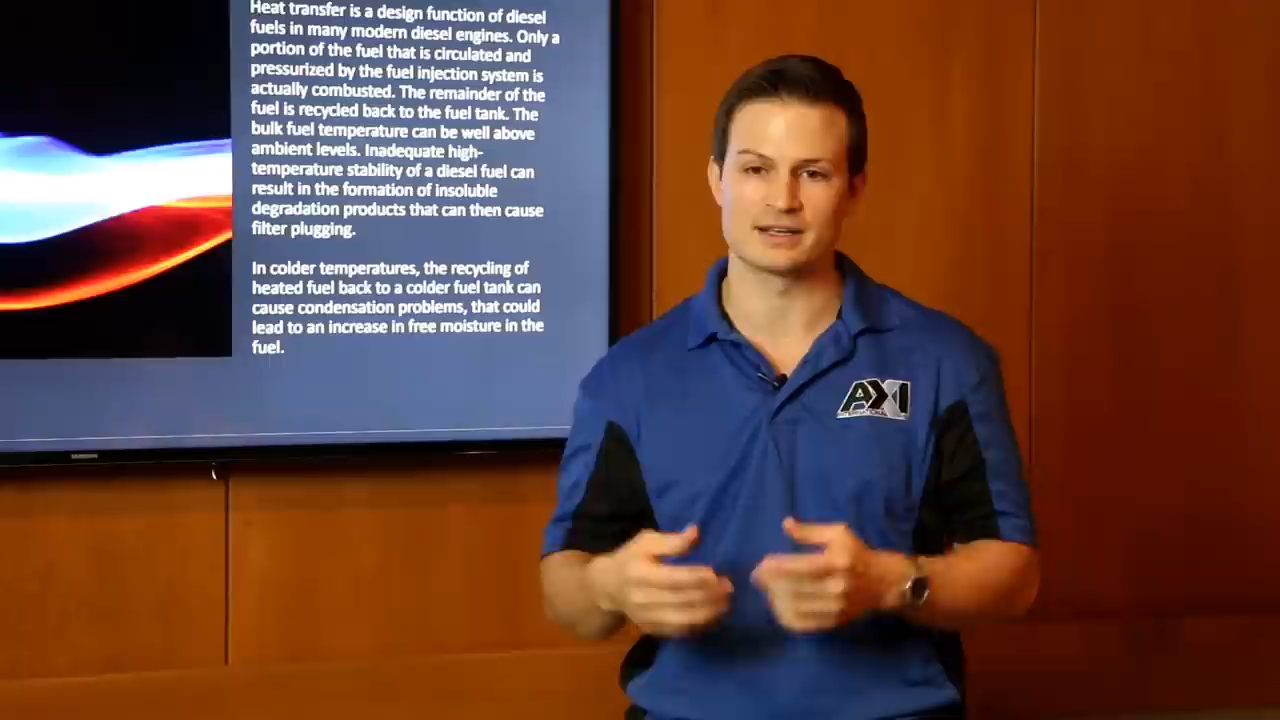 Heat transfer is a design function of diesel
fuels in many modern diesel engines. Only a
portion of the fuel that is circulated and
pressurized by the fuel injection system is
actually combusted. The remainder of the
fuel is recycled back to the fuel tank. The
bulk fuel temperature can be well above
ambient levels. Inadequate high-
temperature stability of a diesel fuel can
result in the formation of insoluble
degradation products that can then cause
filter plugging.
In colder temperatures, the recycling of
heated fuel back to a colder fuel tank can
cause condensation problems, that could
lead to an increase in free moisture in the
fuel.
SAMSUNG
AXI
INTERNATIONAL